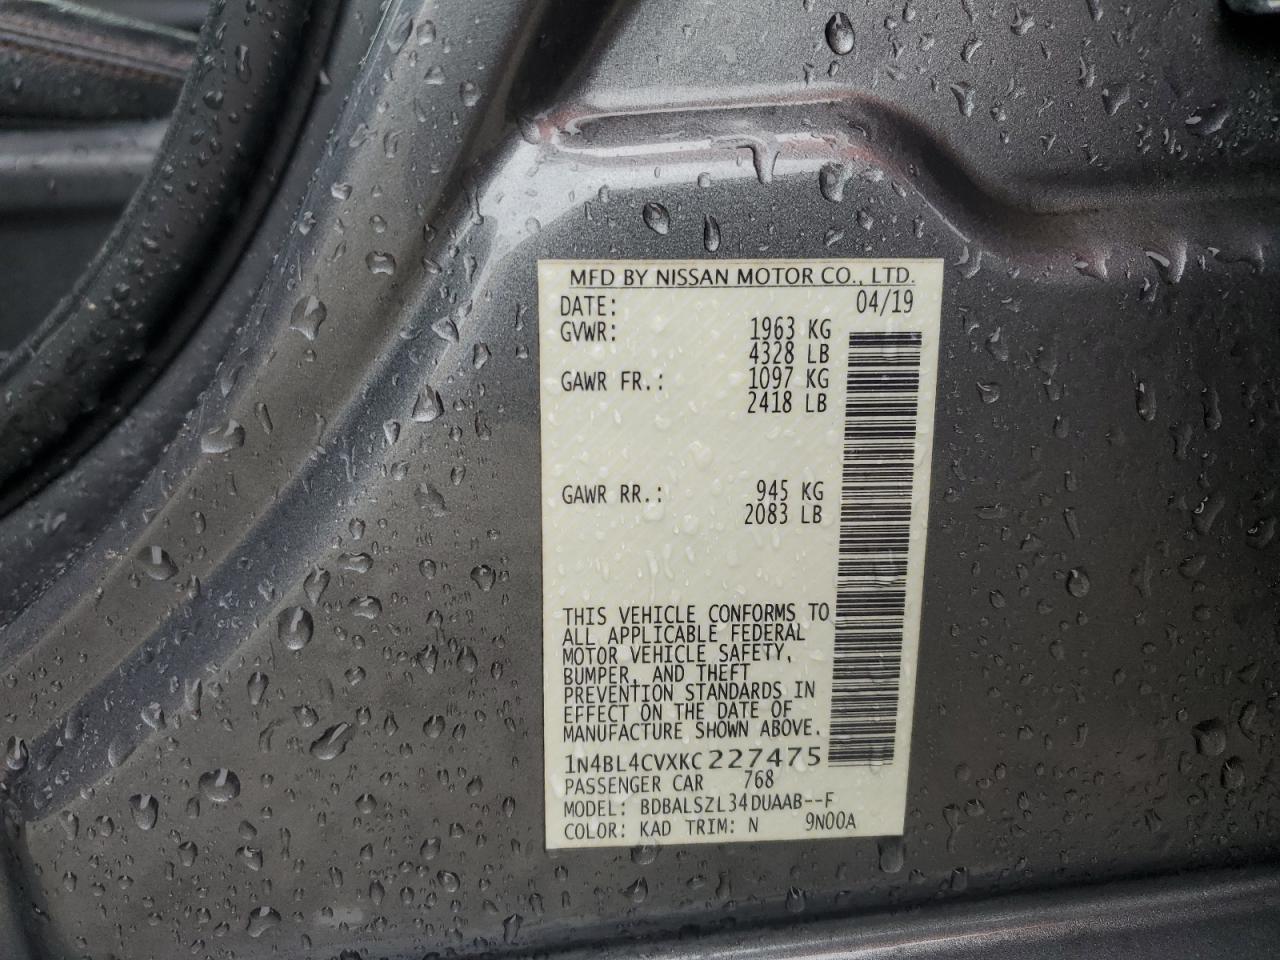 MFD BY NISSAN MOTOR CO., LTD.
DATE: 04/19
GVWR: 1963 KG
4328 LB
GAWR FR.: 1097 KG
2418 LB
GAWR RR.: 945 KG
2083 LB
THIS VEHICLE CONFORMS TO
ALL APPLICABLE FEDERAL
MOTOR VEHICLE SAFETY,
BUMPER, AND THEFT
PREVENTION STANDARDS IN
EFFECT ON THE DATE OF
MANUFACTURE SHOWN ABOVE.
1N4BL4CVXKC227475
PASSENGER CAR 768
MODEL: BDBALSZL34DUAAB--F
COLOR: KAD TRIM: N 9N00A